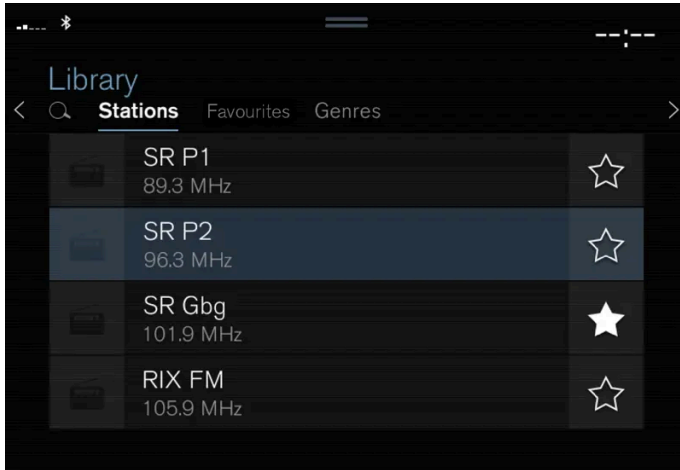 --:--
Library
Stations Favourites Genres
SR P1
89.3 MHz
SR P2
96.3 MHz
SR Gbg
101.9 MHz
RIX FM
105.9 MHz